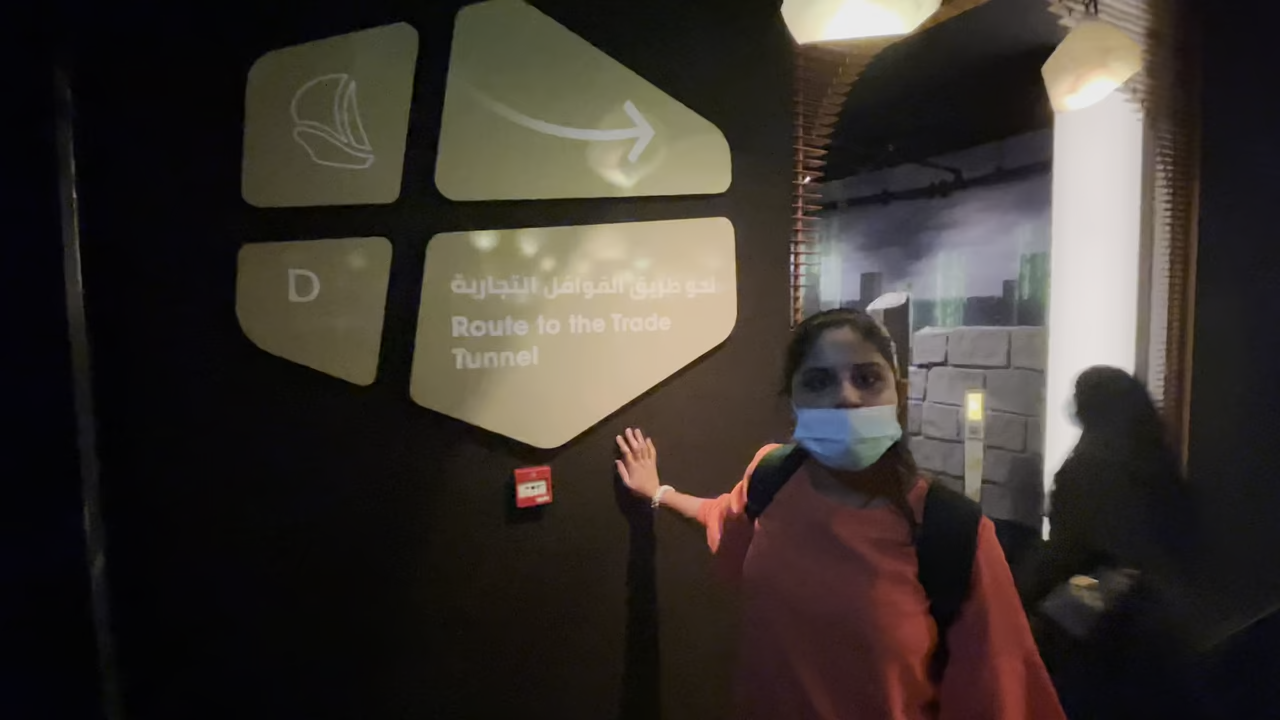 D
نحو طريق القوافل التجارية
Route to the Trade
Tunnel